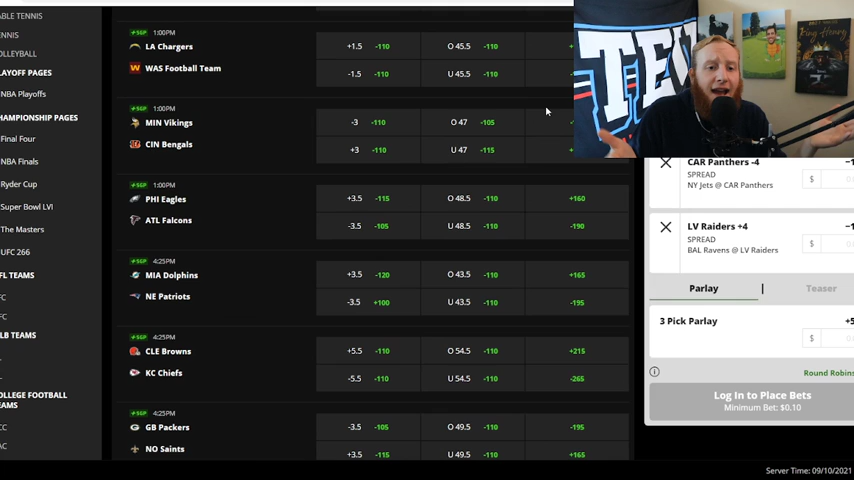 ABLE TENNIS
ENNIS
OLLEYBALL
LAYOFF PAGES
NBA Playoffs
HAMPIONSHIP PAGES
Final Four
NBA Finals
Ryder Cup
Super Bowl LVI
The Masters
UFC 266
FL TEAMS
FC
FC
LB TEAMS
OLLEGE FOOTBALL
EAMS
CC
AC
+SGP 1:00PM
LA Chargers +1.5 -110 O 45.5 -110
WAS Football Team -1.5 -110 U 45.5 -110
+SGP 1:00PM
MIN Vikings -3 -110 O 47 -105
CIN Bengals +3 -110 U 47 -115
+SGP 1:00PM
PHI Eagles +3.5 -115 O 48.5 -110 +160
ATL Falcons -3.5 -105 U 48.5 -110 -190
+SGP 4:25PM
MIA Dolphins +3.5 -120 O 43.5 -110 +165
NE Patriots -3.5 +100 U 43.5 -110 -195
+SGP 4:25PM
CLE Browns +5.5 -110 O 54.5 -110 +215
KC Chiefs -5.5 -110 U 54.5 -110 -265
+SGP 4:25PM
GB Packers -3.5 -105 O 49.5 -110 -195
NO Saints +3.5 -115 U 49.5 -110 +165
TEN
King Henry
CAR Panthers -4
SPREAD
NY Jets @ CAR Panthers
$
LV Raiders +4
SPREAD
BAL Ravens @ LV Raiders
$
Parlay | Teaser
3 Pick Parlay +5
$
Round Robins
Log In to Place Bets
Minimum Bet: $0.10
Server Time: 09/10/2021